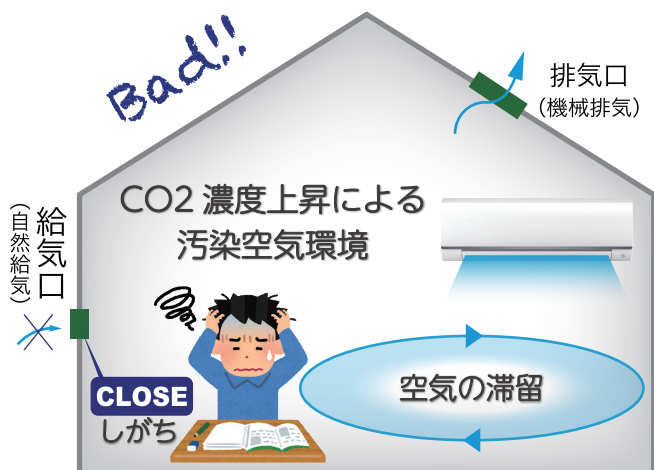 Bad!!
排気口
（機械排気）
CO2 濃度上昇による
汚染空気環境
給気口
（自然給気）
CLOSE
しがち
空気の滞留